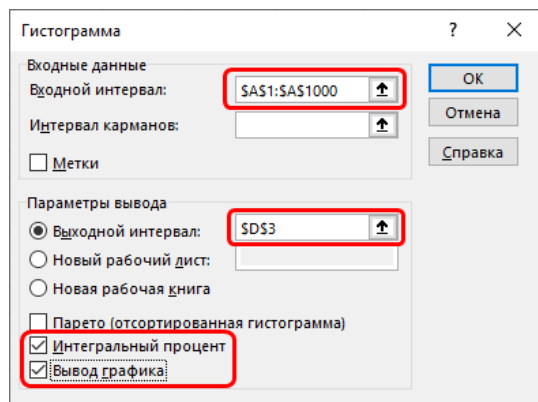 Гистограмма ? ×
Входные данные
Входной интервал: $A$1:$A$1000 ОК
Интервал карманов: Отмена
Метки Справка
Параметры вывода
Выходной интервал: $D$3
Новый рабочий лист:
Новая рабочая книга
Парето (отсортированная гистограмма)
Интегральный процент
Вывод графика